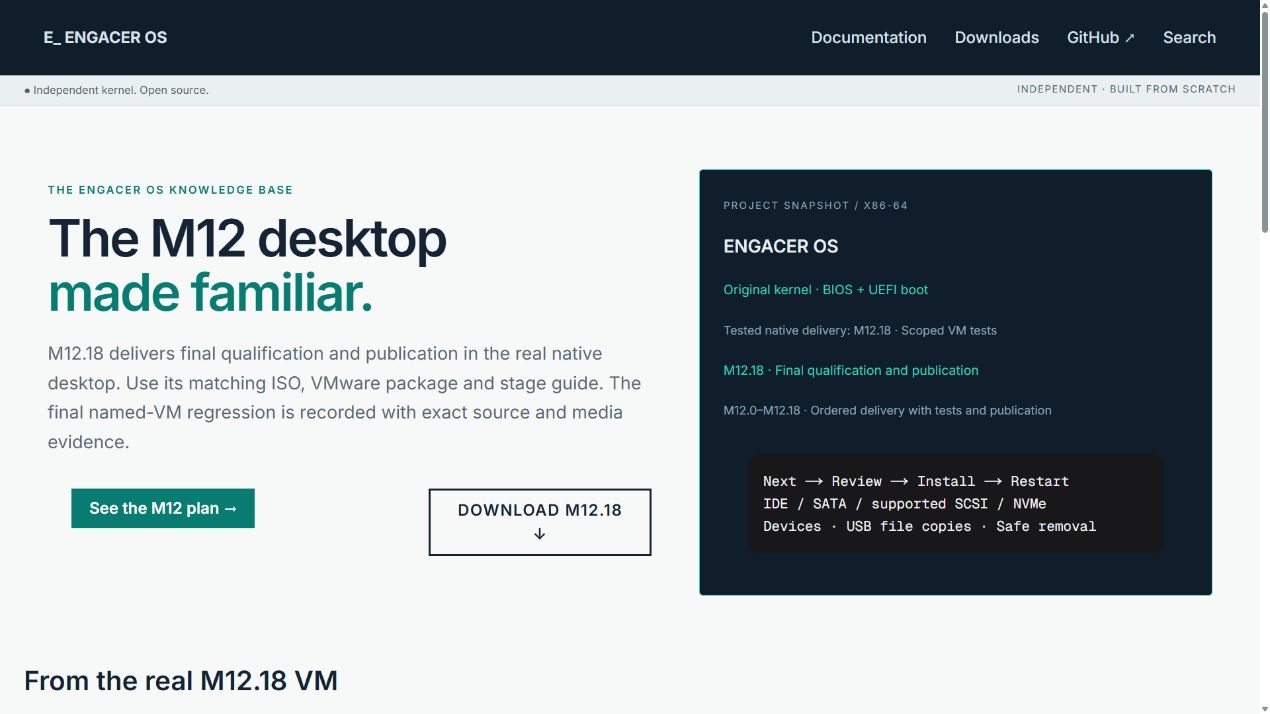 E_ ENGACER OS
Documentation
Downloads
GitHub ↗
Search
● Independent kernel. Open source.
INDEPENDENT · BUILT FROM SCRATCH
THE ENGACER OS KNOWLEDGE BASE
The M12 desktop
made familiar.
M12.18 delivers final qualification and publication in the real native
desktop. Use its matching ISO, VMware package and stage guide. The
final named-VM regression is recorded with exact source and media
evidence.
See the M12 plan →
DOWNLOAD M12.18
↓
PROJECT SNAPSHOT / X86-64
ENGACER OS
Original kernel · BIOS + UEFI boot
Tested native delivery: M12.18 · Scoped VM tests
M12.18 · Final qualification and publication
M12.0–M12.18 · Ordered delivery with tests and publication
Next → Review → Install → Restart
IDE / SATA / supported SCSI / NVMe
Devices · USB file copies · Safe removal
From the real M12.18 VM